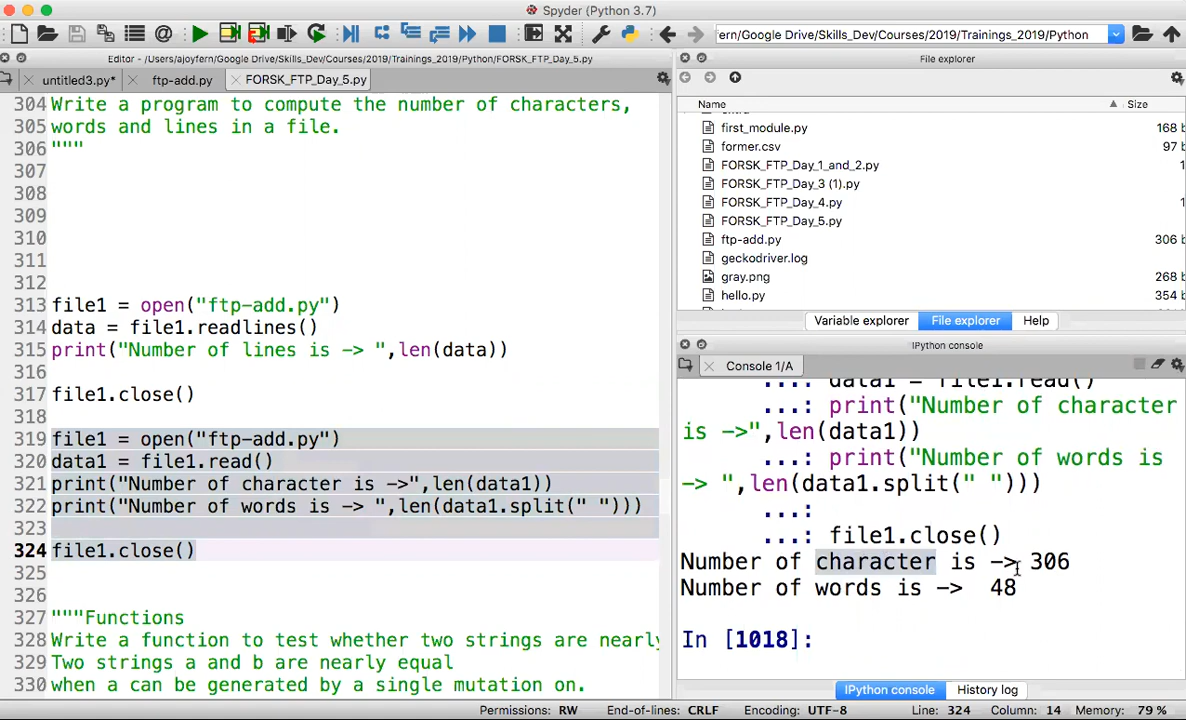 Spyder (Python 3.7)
fern/Google Drive/Skills_Dev/Courses/2019/Trainings_2019/Python
Editor - /Users/ajoyfern/Google Drive/Skills_Dev/Courses/2019/Trainings_2019/Python/FORSK_FTP_Day_5.py
untitled3.py* ftp-add.py FORSK_FTP_Day_5.py
304 Write a program to compute the number of characters,
305 words and lines in a file.
306 """
307
308
309
310
311
312
313 file1 = open("ftp-add.py")
314 data = file1.readlines()
315 print("Number of lines is -> ",len(data))
316
317 file1.close()
318
319 file1 = open("ftp-add.py")
320 data1 = file1.read()
321 print("Number of character is ->",len(data1))
322 print("Number of words is -> ",len(data1.split(" ")))
323
324 file1.close()
325
326
327 """Functions
328 Write a function to test whether two strings are nearly
329 Two strings a and b are nearly equal
330 when a can be generated by a single mutation on.
File explorer
Name Size
first_module.py 168 b
former.csv 97 b
FORSK_FTP_Day_1_and_2.py 1
FORSK_FTP_Day_3 (1).py
FORSK_FTP_Day_4.py 1
FORSK_FTP_Day_5.py
ftp-add.py 306 b
geckodriver.log
gray.png 268 b
hello.py 354 b
Variable explorer File explorer Help
IPython console
Console 1/A
...: data1 = file1.read()
...: print("Number of character
is ->",len(data1))
...: print("Number of words is
-> ",len(data1.split(" ")))
...:
...: file1.close()
Number of character is -> 306
Number of words is -> 48
In [1018]:
IPython console History log
Permissions: RW End-of-lines: CRLF Encoding: UTF-8 Line: 324 Column: 14 Memory: 79 %